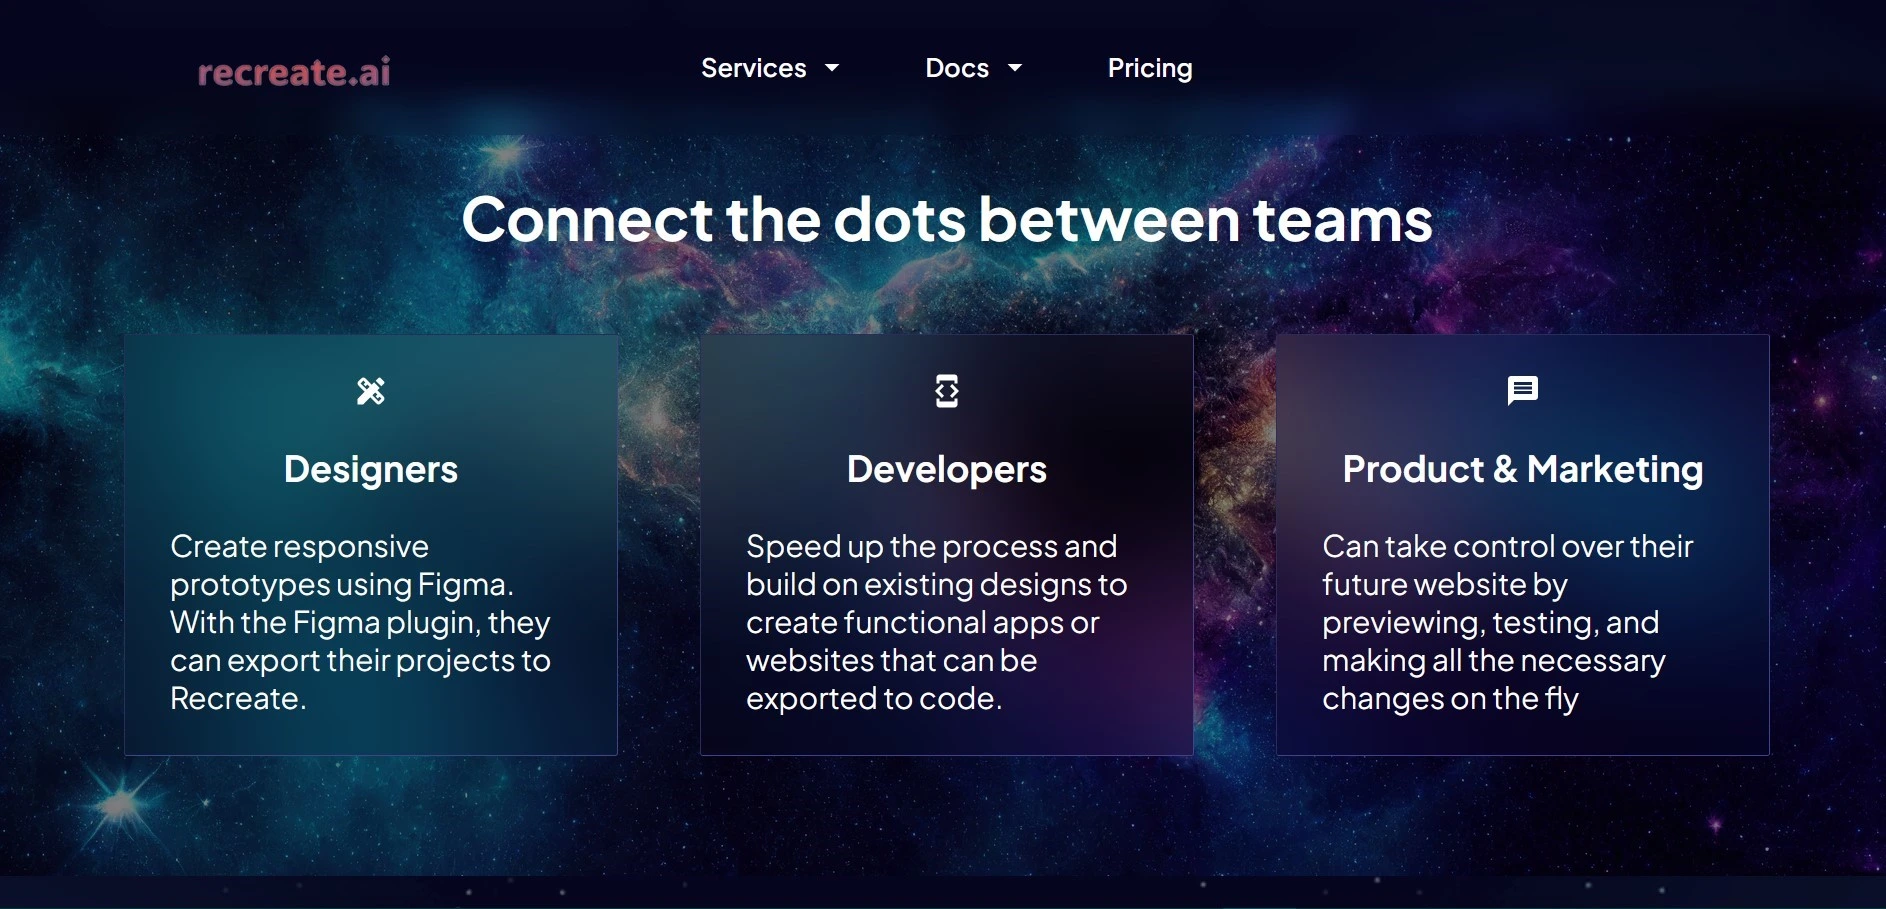 recreate.ai
Services
Docs
Pricing
Connect the dots between teams
Designers
Create responsive
prototypes using Figma.
With the Figma plugin, they
can export their projects to
Recreate.
Developers
Speed up the process and
build on existing designs to
create functional apps or
websites that can be
exported to code.
Product & Marketing
Can take control over their
future website by
previewing, testing, and
making all the necessary
changes on the fly